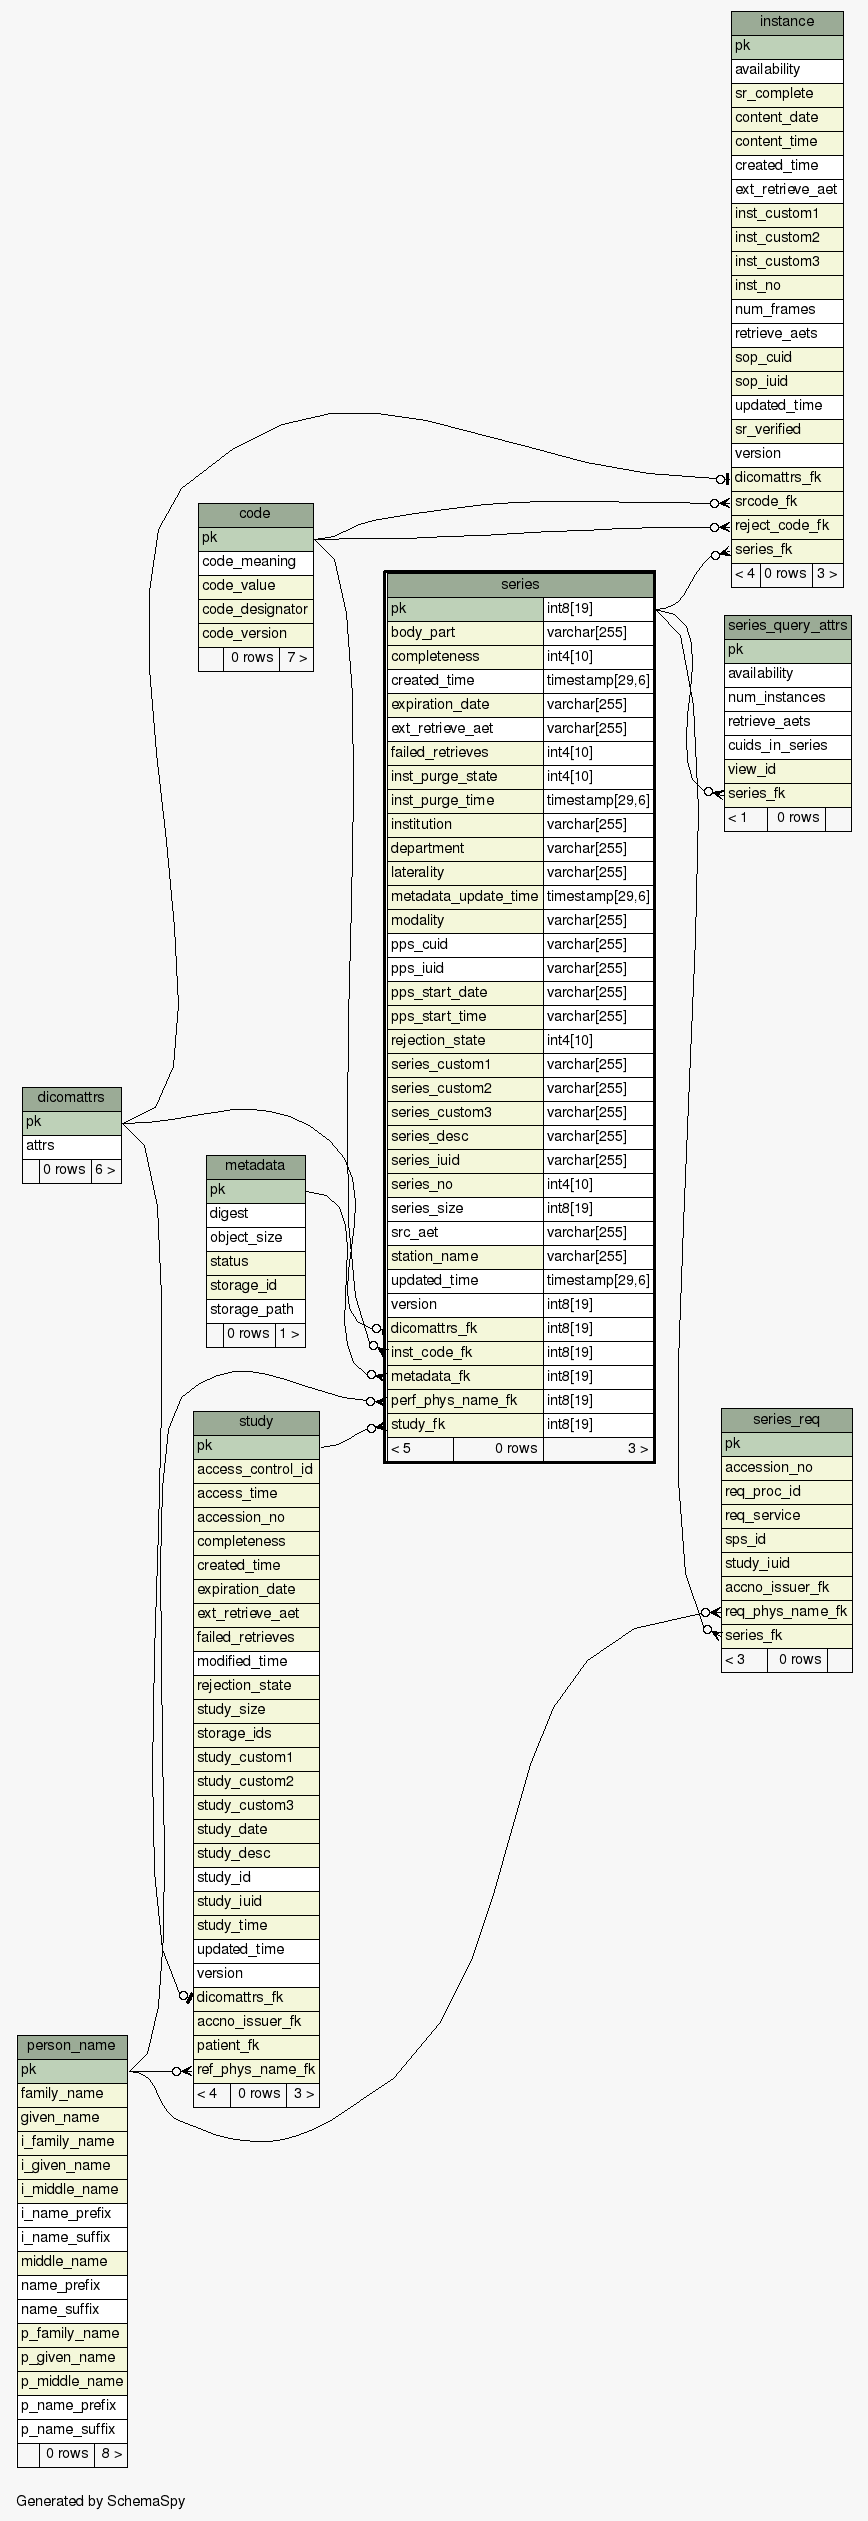 instance
pk
availability
sr_complete
content_date
content_time
created_time
ext_retrieve_aet
inst_custom1
inst_custom2
inst_custom3
inst_no
num_frames
retrieve_aets
sop_cuid
sop_iuid
updated_time
sr_verified
version
dicomattrs_fk
srcode_fk
reject_code_fk
series_fk
< 4 0 rows 3 >
code
pk
code_meaning
code_value
code_designator
code_version
0 rows 7 >
series
pk int8[19]
body_part varchar[255]
completeness int4[10]
created_time timestamp[29,6]
expiration_date varchar[255]
ext_retrieve_aet varchar[255]
failed_retrieves int4[10]
inst_purge_state int4[10]
inst_purge_time timestamp[29,6]
institution varchar[255]
department varchar[255]
laterality varchar[255]
metadata_update_time timestamp[29,6]
modality varchar[255]
pps_cuid varchar[255]
pps_iuid varchar[255]
pps_start_date varchar[255]
pps_start_time varchar[255]
rejection_state int4[10]
series_custom1 varchar[255]
series_custom2 varchar[255]
series_custom3 varchar[255]
series_desc varchar[255]
series_iuid varchar[255]
series_no int4[10]
series_size int8[19]
src_aet varchar[255]
station_name varchar[255]
updated_time timestamp[29,6]
version int8[19]
dicomattrs_fk int8[19]
inst_code_fk int8[19]
metadata_fk int8[19]
perf_phys_name_fk int8[19]
study_fk int8[19]
< 5 0 rows 3 >
series_query_attrs
pk
availability
num_instances
retrieve_aets
cuids_in_series
view_id
series_fk
< 1 0 rows
dicomattrs
pk
attrs
0 rows 6 >
metadata
pk
digest
object_size
status
storage_id
storage_path
0 rows 1 >
study
pk
access_control_id
access_time
accession_no
completeness
created_time
expiration_date
ext_retrieve_aet
failed_retrieves
modified_time
rejection_state
study_size
storage_ids
study_custom1
study_custom2
study_custom3
study_date
study_desc
study_id
study_iuid
study_time
updated_time
version
dicomattrs_fk
accno_issuer_fk
patient_fk
ref_phys_name_fk
< 4 0 rows 3 >
series_req
pk
accession_no
req_proc_id
req_service
sps_id
study_iuid
accno_issuer_fk
req_phys_name_fk
series_fk
< 3 0 rows
person_name
pk
family_name
given_name
i_family_name
i_given_name
i_middle_name
i_name_prefix
i_name_suffix
middle_name
name_prefix
name_suffix
p_family_name
p_given_name
p_middle_name
p_name_prefix
p_name_suffix
0 rows 8 >
Generated by SchemaSpy